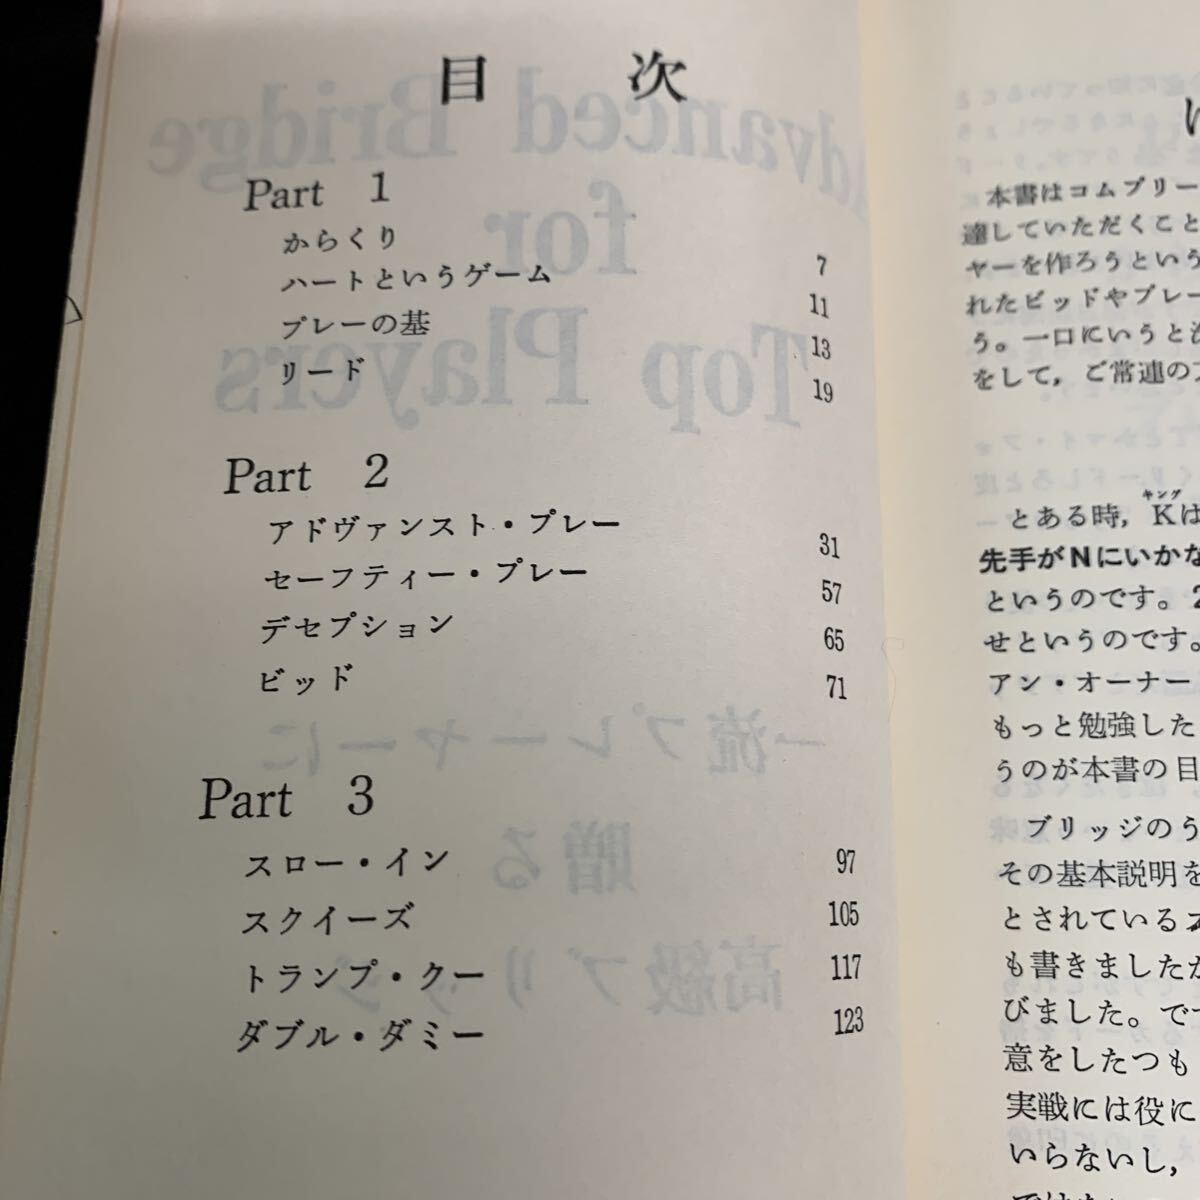 目次
Part 1
からくり 7
ハートというゲーム 11
プレーの基 13
リード 19
Part 2
アドヴァンスト・プレー 31
セーフティー・プレー 57
デセプション 65
ビッド 71
Part 3
スロー・イン 97
スクイーズ 105
トランプ・クー 117
ダブル・ダミー 123
Advanced Bridge
for
Top Players
一流プレーヤーに
贈る
高級ブリッジ
本書はコムプリー
達していただくこと
ヤーを作ろうという
れたビッドやプレー
う。一口にいうと
をして，ご常連の
キング
とある時，Kは
先手がNにいかな
というのです。
せというのです。
アン・オーナー
もっと勉強した
うのが本書の目
ブリッジのう
その基本説明を
とされている
も書きましたが
びました。で
意をしたつも
実戦には役に
いらないし，